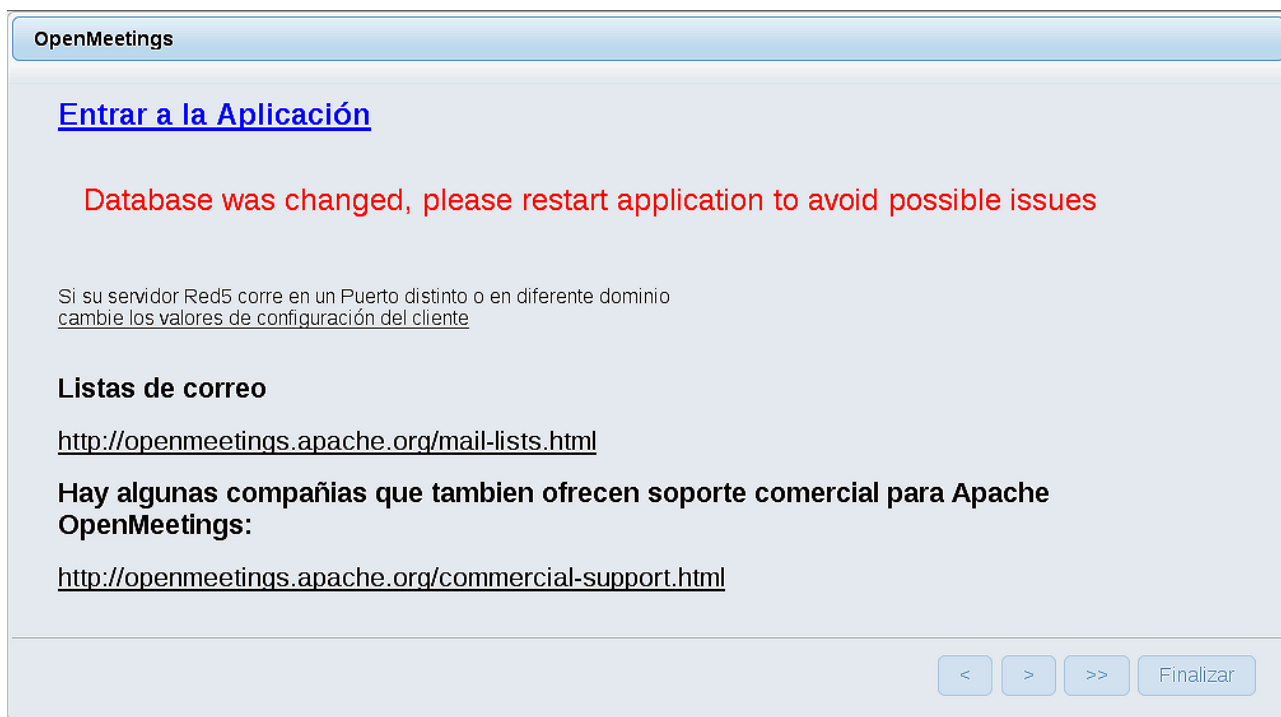 OpenMeetings
Entrar a la Aplicación
Database was changed, please restart application to avoid possible issues
Si su servidor Red5 corre en un Puerto distinto o en diferente dominio
cambie los valores de configuración del cliente
Listas de correo
http://openmeetings.apache.org/mail-lists.html
Hay algunas compañias que tambien ofrecen soporte comercial para Apache
OpenMeetings:
http://openmeetings.apache.org/commercial-support.html
< > >> Finalizar